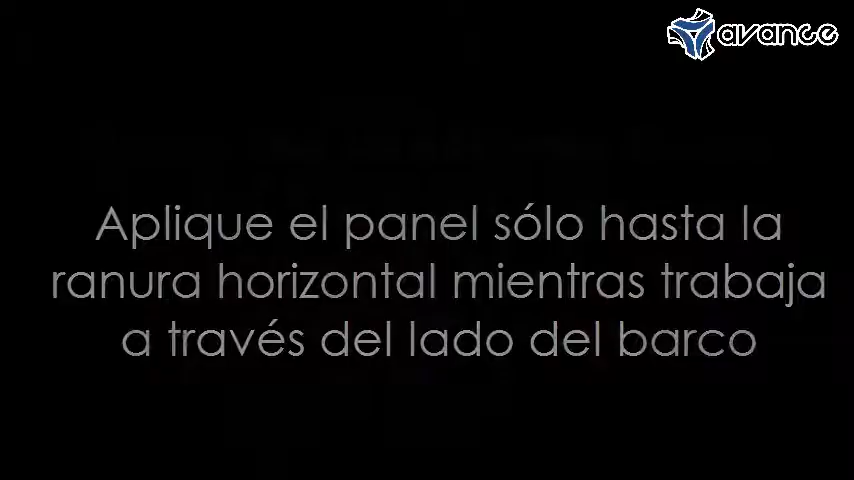 avance
Aplique el panel sólo hasta la
ranura horizontal mientras trabaja
a través del lado del barco